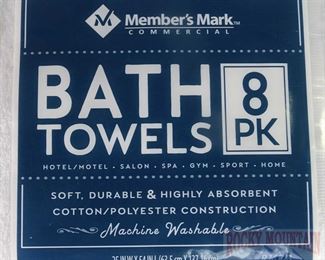 Member's Mark™
COMMERCIAL
BATH
TOWELS
8
PK
HOTEL/MOTEL · SALON · SPA · GYM · SPORT · HOME
SOFT, DURABLE & HIGHLY ABSORBENT
COTTON/POLYESTER CONSTRUCTION
Machine Washable
ROCKY MOUNTAIN